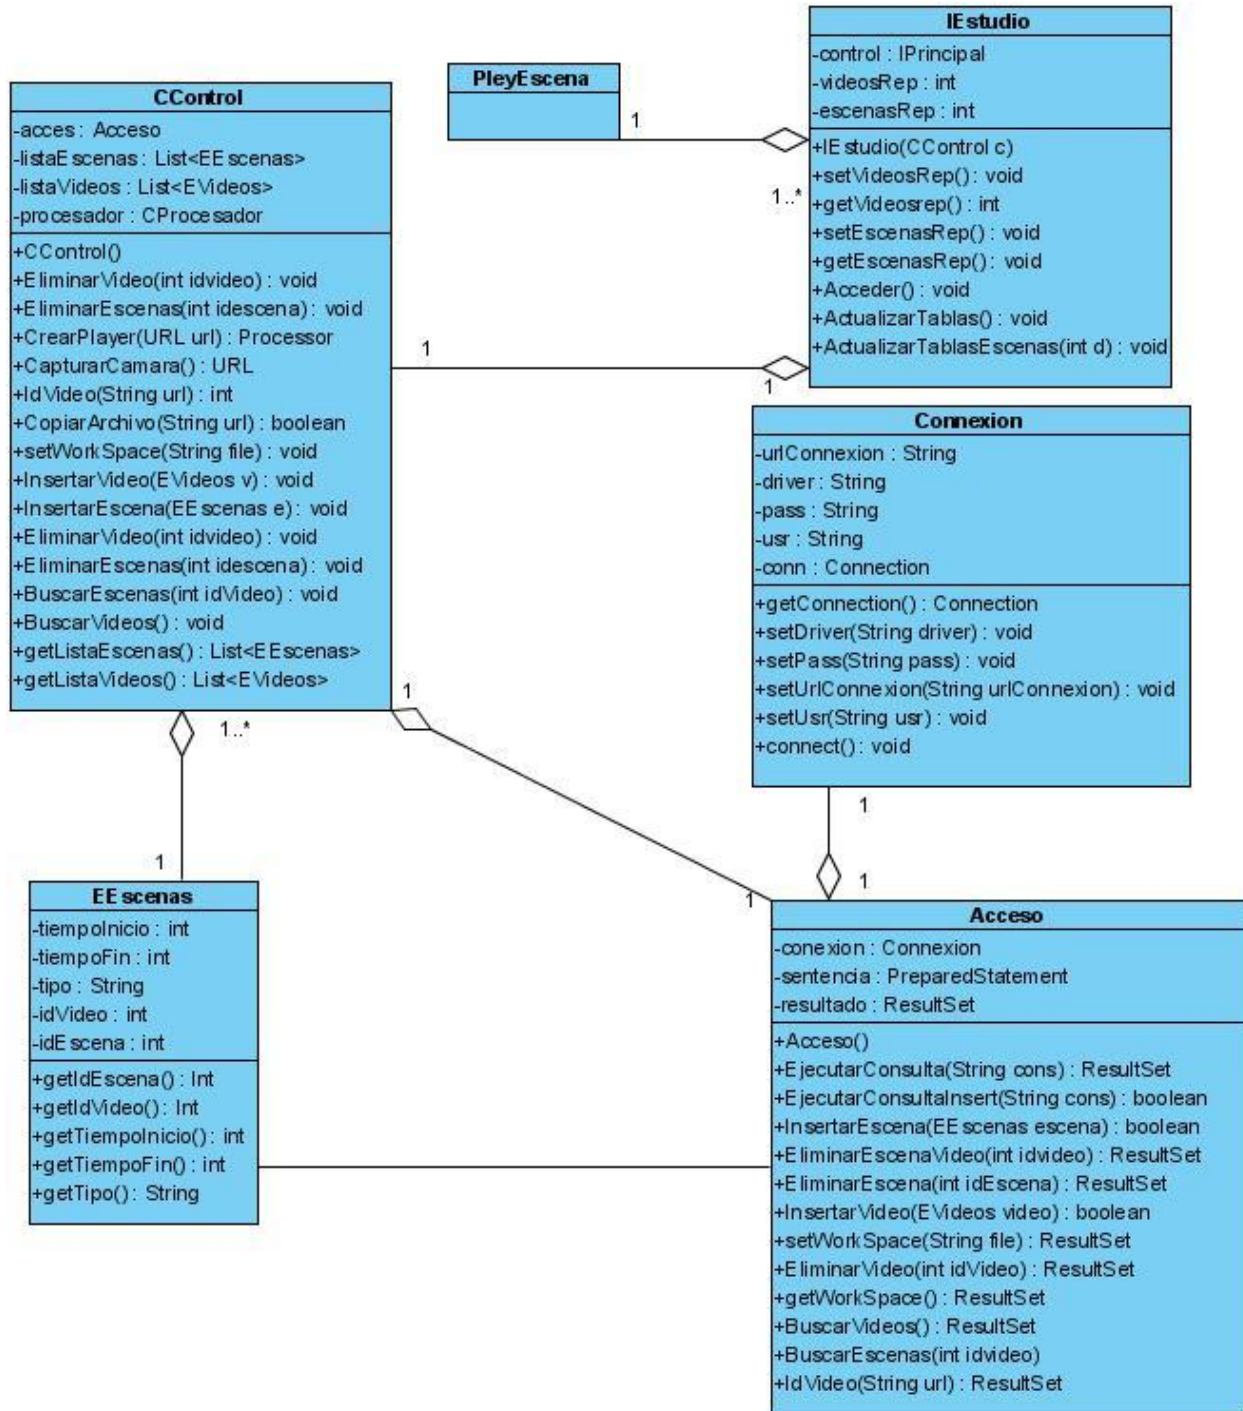 IEstudio
-control : IPrincipal
-videosRep : int
-escenasRep : int
+IEstudio(CControl c)
+setVideosRep() : void
+getVideosrep() : int
+setEscenasRep() : void
+getEscenasRep() : void
+Acceder() : void
+ActualizarTablas() : void
+ActualizarTablasEscenas(int d) : void
PleyEscena
1
1..*
CControl
-acces : Acceso
-listaEscenas : List<EEscenas>
-listaVideos : List<EVideos>
-procesador : CProcesador
+CControl()
+EliminarVideo(int idvideo) : void
+EliminarEscenas(int idescena) : void
+CrearPlayer(URL url) : Processor
+CapturarCamara() : URL
+IdVideo(String url) : int
+CopiarArchivo(String url) : boolean
+setWorkSpace(String file) : void
+InsertarVideo(EVideos v) : void
+InsertarEscena(EEscenas e) : void
+EliminarVideo(int idvideo) : void
+EliminarEscenas(int idescena) : void
+BuscarEscenas(int idVideo) : void
+BuscarVideos() : void
+getListaEscenas() : List<EEscenas>
+getListaVideos() : List<EVideos>
1
1
Connexion
-urlConnexion : String
-driver : String
-pass : String
-usr : String
-conn : Connection
+getConnection() : Connection
+setDriver(String driver) : void
+setPass(String pass) : void
+setUrlConnexion(String urlConnexion) : void
+setUsr(String usr) : void
+connect() : void
1
1..*
1
1
1
1
EEscenas
-tiempoInicio : int
-tiempoFin : int
-tipo : String
-idVideo : int
-idEscena : int
+getIdEscena() : Int
+getIdVideo() : Int
+getTiempoInicio() : int
+getTiempoFin() : int
+getTipo() : String
Acceso
-conexion : Connexion
-sentencia : PreparedStatement
-resultado : ResultSet
+Acceso()
+EjecutarConsulta(String cons) : ResultSet
+EjecutarConsultaInsert(String cons) : boolean
+InsertarEscena(EEscenas escena) : boolean
+EliminarEscenaVideo(int idvideo) : ResultSet
+EliminarEscena(int idEscena) : ResultSet
+InsertarVideo(EVideos video) : boolean
+setWorkSpace(String file) : ResultSet
+EliminarVideo(int idVideo) : ResultSet
+getWorkSpace() : ResultSet
+BuscarVideos() : ResultSet
+BuscarEscenas(int idvideo)
+IdVideo(String url) : ResultSet